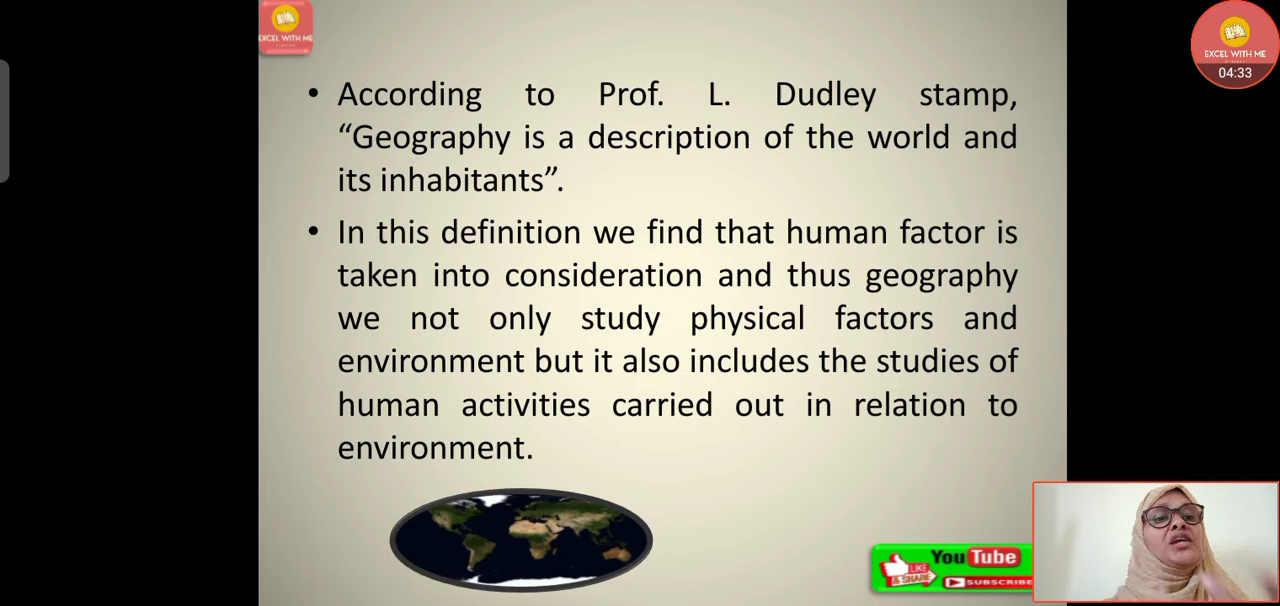 EXCEL WITH ME
EXCEL WITH ME
04:33
• According to Prof. L. Dudley stamp,
“Geography is a description of the world and
its inhabitants”.
• In this definition we find that human factor is
taken into consideration and thus geography
we not only study physical factors and
environment but it also includes the studies of
human activities carried out in relation to
environment.
YouTube
LIKE
& SHARE
SUBSCRIBE